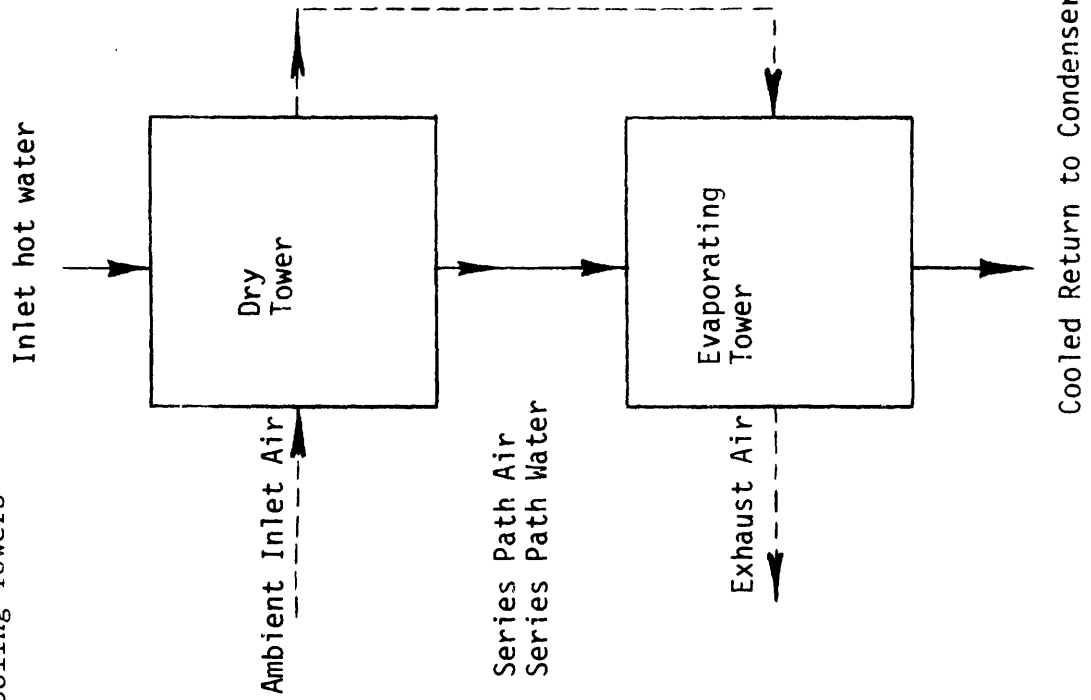 Inlet hot water
Dry
Tower
Ambient Inlet Air
Series Path Air
Series Path Water
Evaporating
Tower
Exhaust Air
Cooled Return to Condenser
Towers